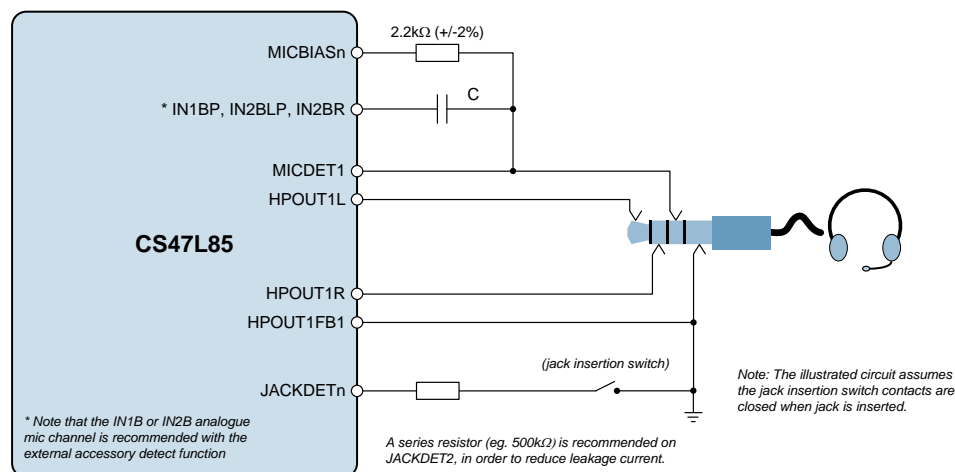 2.2kΩ (+/-2%)
MICBIASn
C
* IN1BP, IN2BLP, IN2BR
MICDET1
HPOUT1L
CS47L85
HPOUT1R
HPOUT1FB1
(jack insertion switch)
JACKDETn
Note: The illustrated circuit assumes
the jack insertion switch contacts are
closed when jack is inserted.
* Note that the IN1B or IN2B analogue
mic channel is recommended with the
external accessory detect function
A series resistor (eg. 500kΩ) is recommended on
JACKDET2, in order to reduce leakage current.